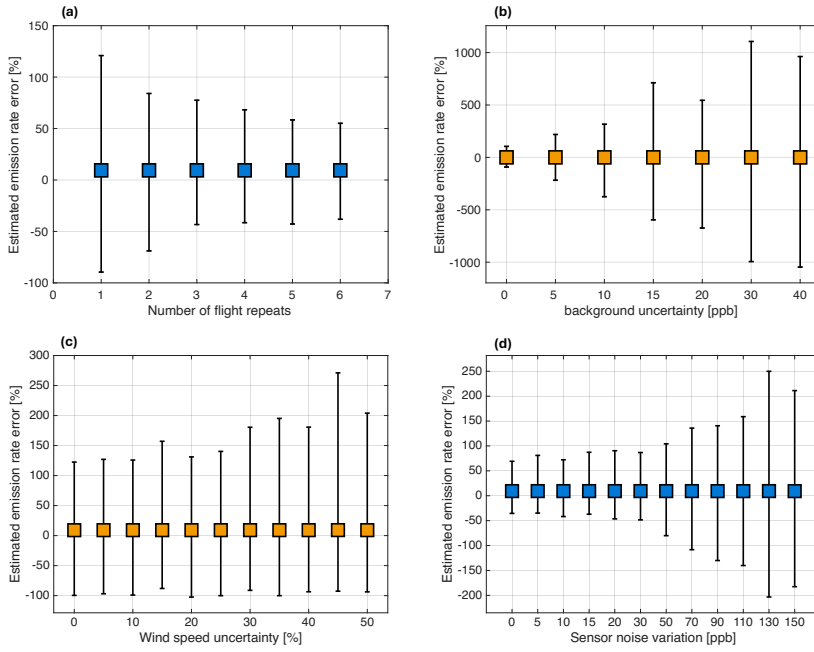 (a)
Estimated emission rate error [%]
150
100
50
0
-50
-100
0 1 2 3 4 5 6 7
Number of flight repeats
(b)
Estimated emission rate error [%]
1000
500
0
-500
-1000
0 5 10 15 20 30 40
background uncertainty [ppb]
(c)
Estimated emission rate error [%]
300
250
200
150
100
50
0
-50
-100
0 10 20 30 40 50
Wind speed uncertainty [%]
(d)
Estimated emission rate error [%]
250
200
150
100
50
0
-50
-100
-150
-200
0 5 10 15 20 30 50 70 90 110 130 150
Sensor noise variation [ppb]